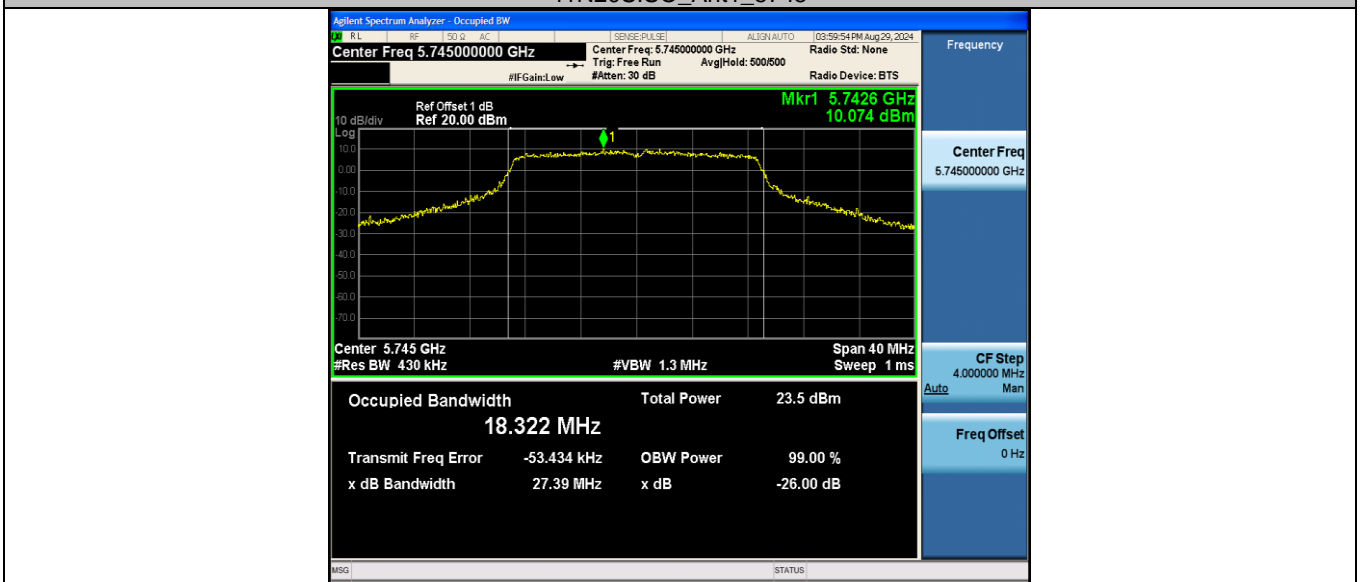 Agilent Spectrum Analyzer - Occupied BW
RL RF 50 Ω AC SENSE:PULSE ALIGN AUTO 03:59:54 PM Aug 29, 2024
Center Freq 5.745000000 GHz
Center Freq: 5.745000000 GHz
Radio Std: None
Trig: Free Run Avg|Hold: 500/500
#IFGain:Low #Atten: 30 dB Radio Device: BTS
Frequency
Mkr1 5.7426 GHz
10.074 dBm
Ref Offset 1 dB
10 dB/div Ref 20.00 dBm
Log
1
10.0
0.00
-10.0
-20.0
-30.0
-40.0
-50.0
-60.0
-70.0
Center 5.745 GHz Span 40 MHz
#Res BW 430 kHz #VBW 1.3 MHz Sweep 1 ms
Occupied Bandwidth Total Power 23.5 dBm
18.322 MHz
Transmit Freq Error -53.434 kHz OBW Power 99.00 %
x dB Bandwidth 27.39 MHz x dB -26.00 dB
Center Freq
5.745000000 GHz
CF Step
4.000000 MHz
Auto Man
Freq Offset
0 Hz
MSG STATUS